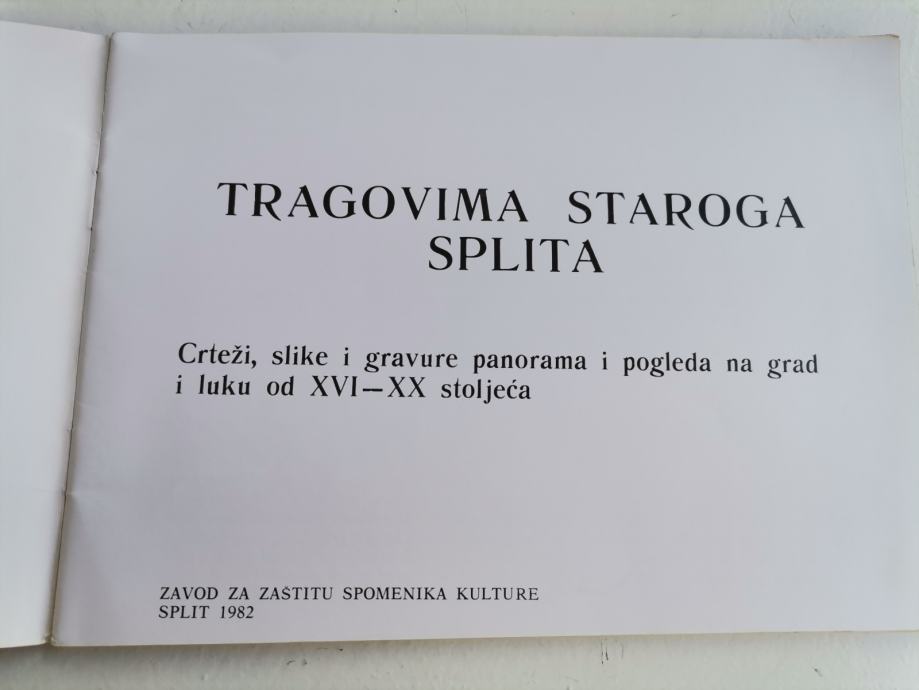 TRAGOVIMA STAROGA
SPLITA
Crteži, slike i gravure panorama i pogleda na grad
i luku od XVI—XX stoljeća
ZAVOD ZA ZAŠTITU SPOMENIKA KULTURE
SPLIT 1982